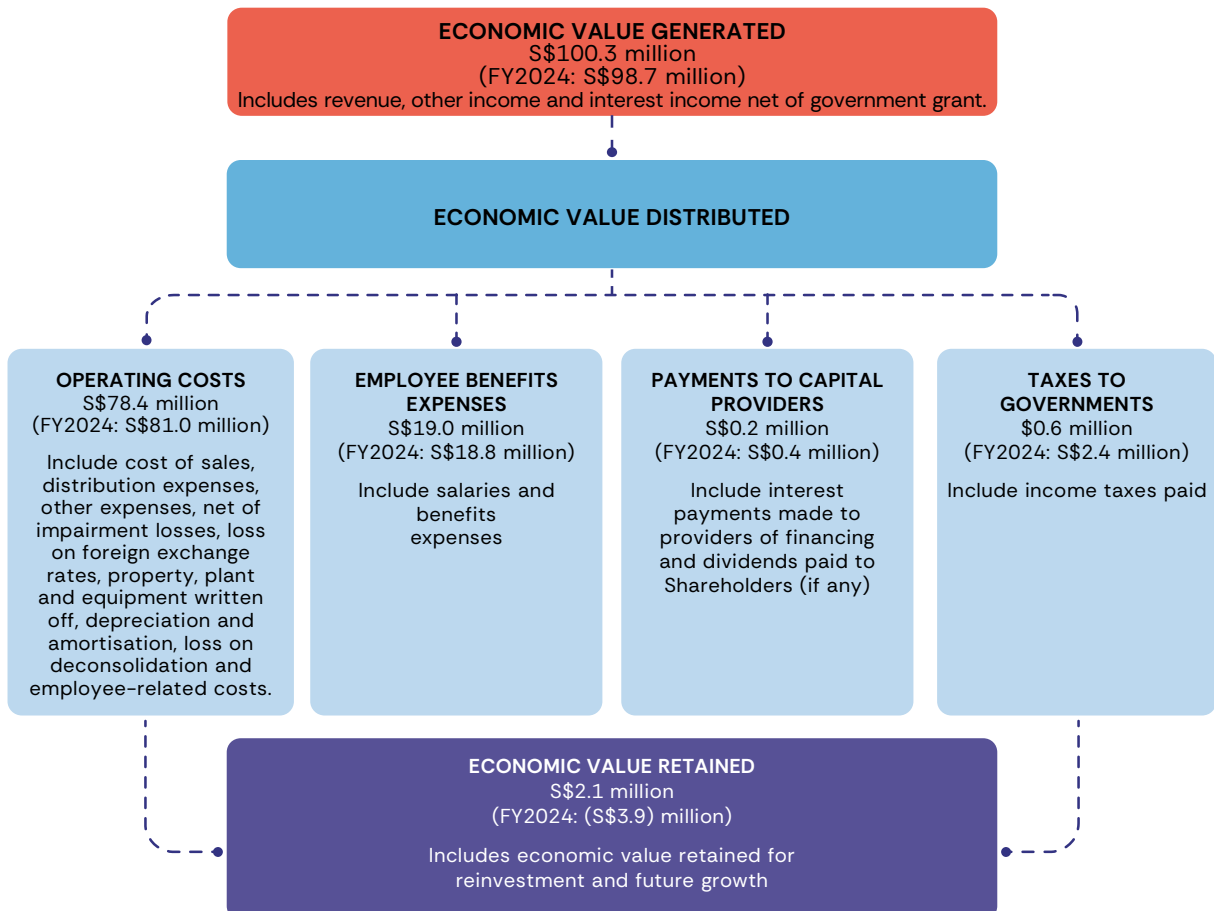 ECONOMIC VALUE GENERATED
S$100.3 million
(FY2024: S$98.7 million)
Includes revenue, other income and interest income net of government grant.
ECONOMIC VALUE DISTRIBUTED
OPERATING COSTS
S$78.4 million
(FY2024: S$81.0 million)
Include cost of sales,
distribution expenses,
other expenses, net of
impairment losses, loss
on foreign exchange
rates, property, plant
and equipment written
off, depreciation and
amortisation, loss on
deconsolidation and
employee-related costs.
EMPLOYEE BENEFITS
EXPENSES
S$19.0 million
(FY2024: S$18.8 million)
Include salaries and
benefits
expenses
PAYMENTS TO CAPITAL
PROVIDERS
S$0.2 million
(FY2024: S$0.4 million)
Include interest
payments made to
providers of financing
and dividends paid to
Shareholders (if any)
TAXES TO
GOVERNMENTS
$0.6 million
(FY2024: S$2.4 million)
Include income taxes paid
ECONOMIC VALUE RETAINED
S$2.1 million
(FY2024: (S$3.9) million)
Includes economic value retained for
reinvestment and future growth